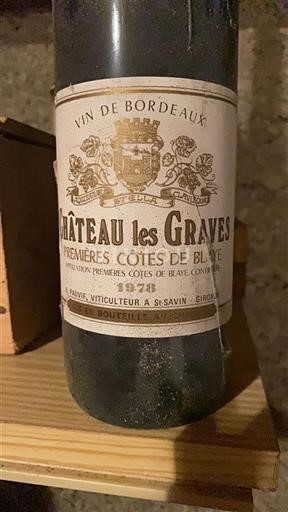 VIN DE BORDEAUX
STELLA
CHÂTEAU les GRAVES
PREMIÈRES CÔTES DE BLAYE
APPELLATION PREMIÈRES CÔTES DE BLAYE
1978
PAUVIF, VITICULTEUR A St-SAVIN - GIRONDE
EN BOUTEILLE AU